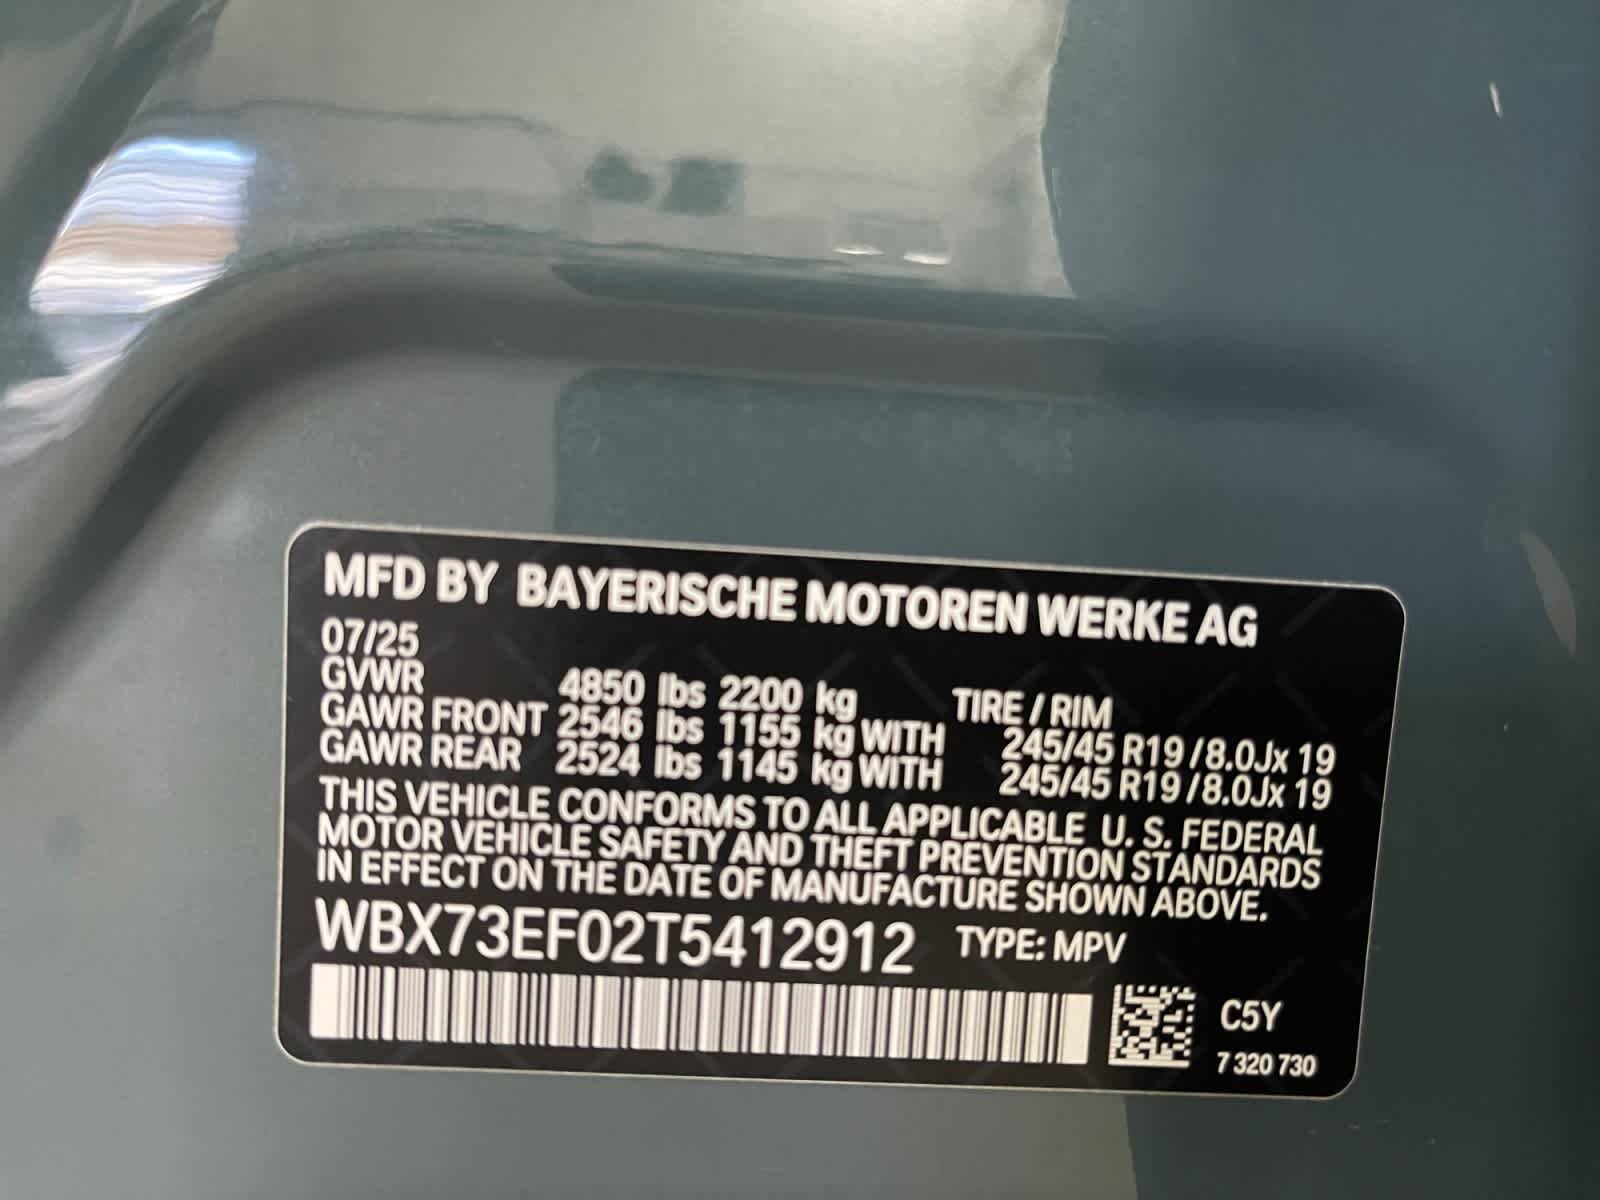 MFD BY BAYERISCHE MOTOREN WERKE AG
07/25
GVWR 4850 lbs 2200 kg TIRE / RIM
GAWR FRONT 2546 lbs 1155 kg WITH 245/45 R19 / 8.0Jx 19
GAWR REAR 2524 lbs 1145 kg WITH 245/45 R19 / 8.0Jx 19
THIS VEHICLE CONFORMS TO ALL APPLICABLE U. S. FEDERAL
MOTOR VEHICLE SAFETY AND THEFT PREVENTION STANDARDS
IN EFFECT ON THE DATE OF MANUFACTURE SHOWN ABOVE.
WBX73EF02T5412912 TYPE: MPV
C5Y
7 320 730